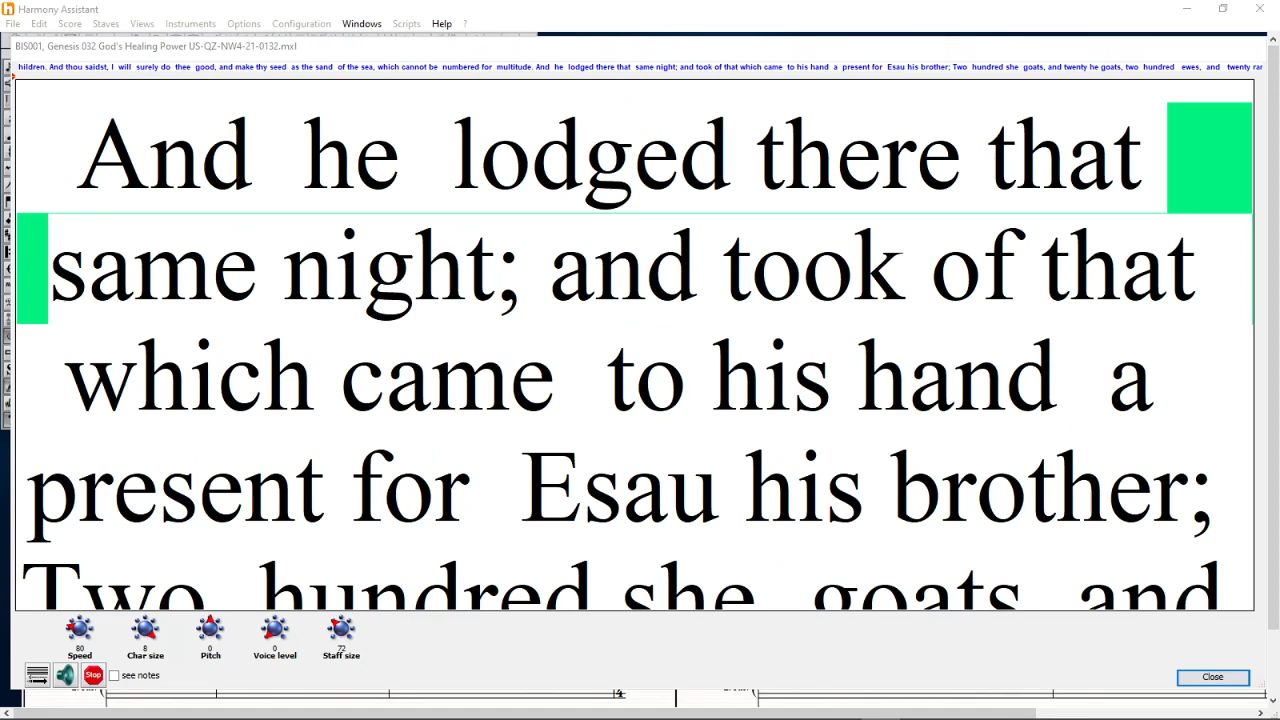 Harmony Assistant
File Edit Score Staves Views Instruments Options Configuration Windows Scripts Help ?
BIS001, Genesis 032 God's Healing Power US-QZ-NW4-21-0132.mxl
hildren. And thou saidst, I will surely do thee good, and make thy seed as the sand of the sea, which cannot be numbered for multitude. And he lodged there that same night; and took of that which came to his hand a present for Esau his brother; Two hundred she goats, and twenty he goats, two hundred ewes, and twenty rar
And he lodged there that
same night; and took of that
which came to his hand a
present for Esau his brother;
Two hundred she goats, and
80 8 0 0 72
Speed Char size Pitch Voice level Staff size
Stop see notes
Close
4